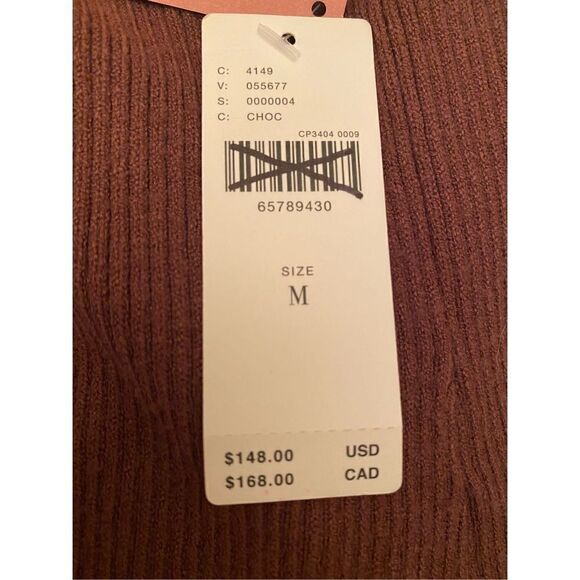 C: 4149
V: 055677
S: 0000004
C: CHOC
CP3404 0009
65789430
SIZE
M
$148.00 USD
$168.00 CAD